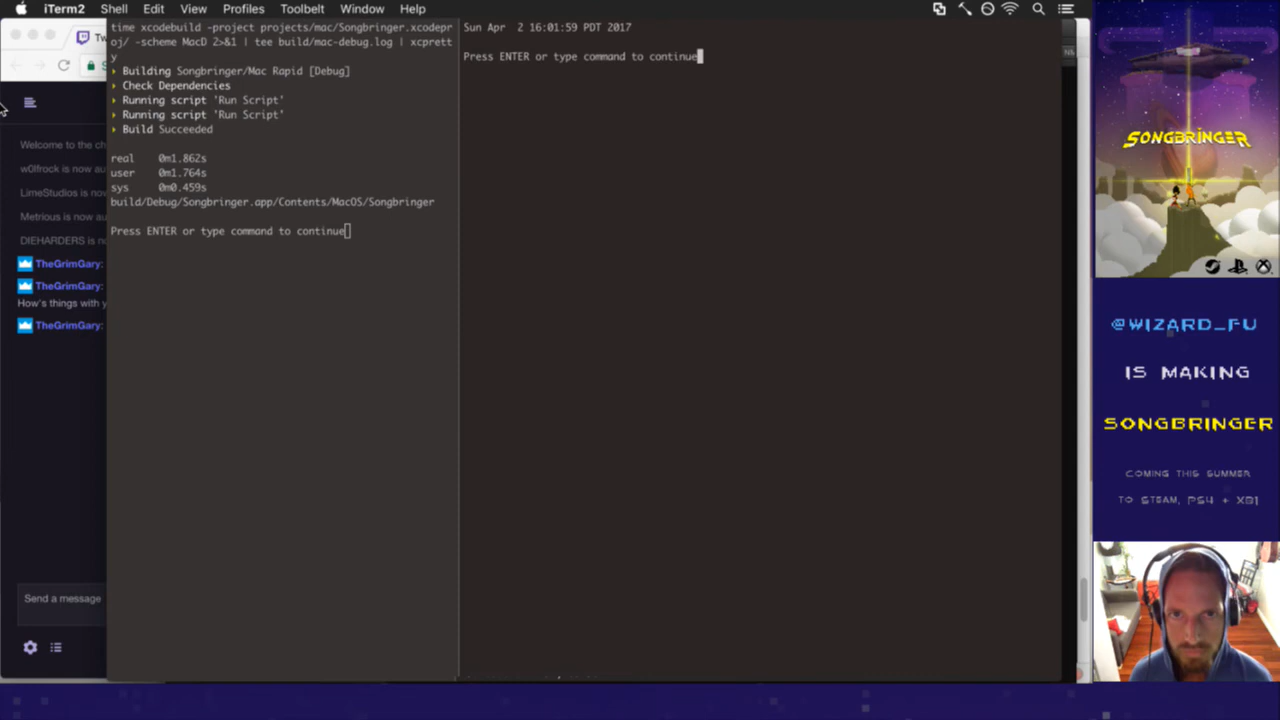 iTerm2 Shell Edit View Profiles Toolbelt Window Help
Tw
time xcodebuild -project projects/mac/Songbringer.xcodepr
oj/ -scheme MacD 2>&1 | tee build/mac-debug.log | xcprett
y
Building Songbringer/Mac Rapid [Debug]
Check Dependencies
Running script 'Run Script'
Running script 'Run Script'
Build Succeeded
real 0m1.862s
user 0m1.764s
sys 0m0.459s
build/Debug/Songbringer.app/Contents/MacOS/Songbringer
Press ENTER or type command to continue
Sun Apr 2 16:01:59 PDT 2017
Press ENTER or type command to continue
Welcome to the ch
w0lfrock is now au
LimeStudios is now
Metrious is now au
DIEHARDERS is no
TheGrimGary:
TheGrimGary:
How's things with y
TheGrimGary:
Send a message
SONGBRINGER
@WIZARD_FU
IS MAKING
SONGBRINGER
COMING THIS SUMMER
TO STEAM, PS4 + XB1